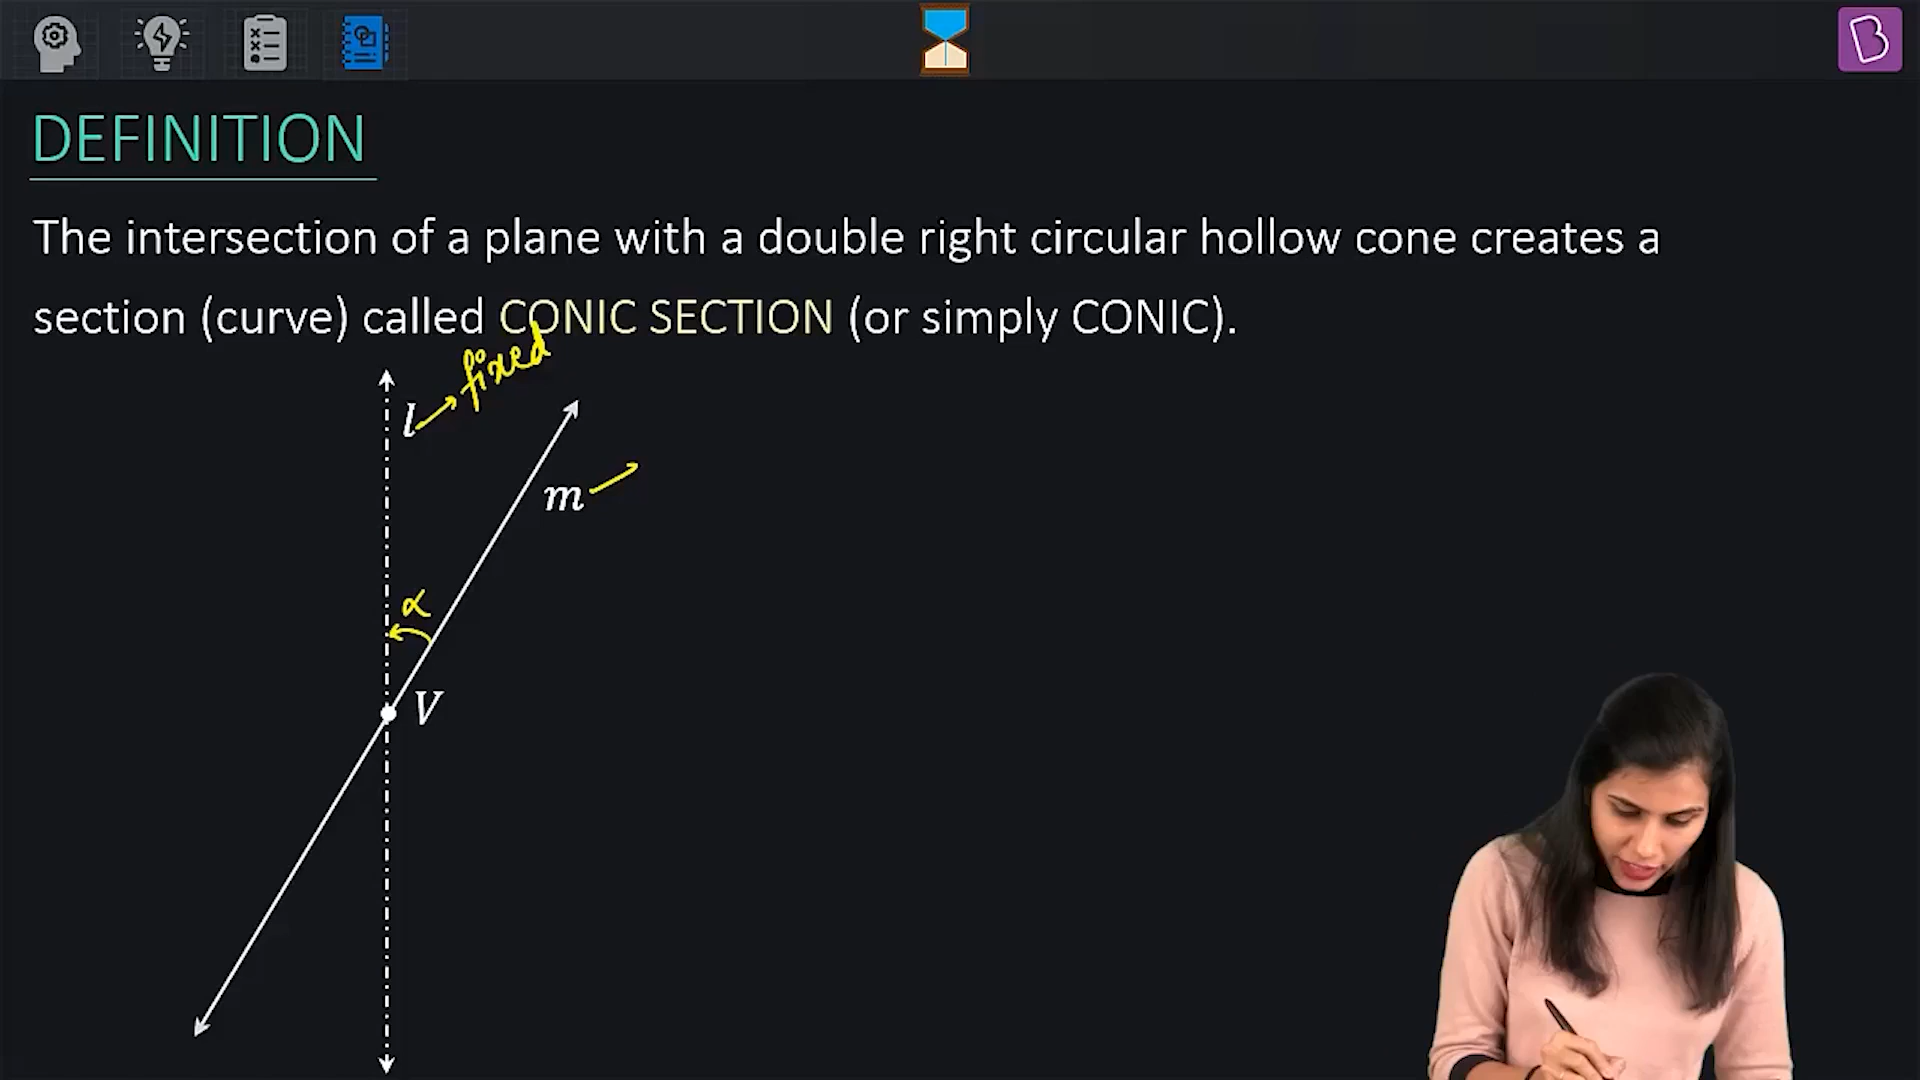 DEFINITION
The intersection of a plane with a double right circular hollow cone creates a
section (curve) called CONIC SECTION (or simply CONIC).
fixed
l
m
α
V
B